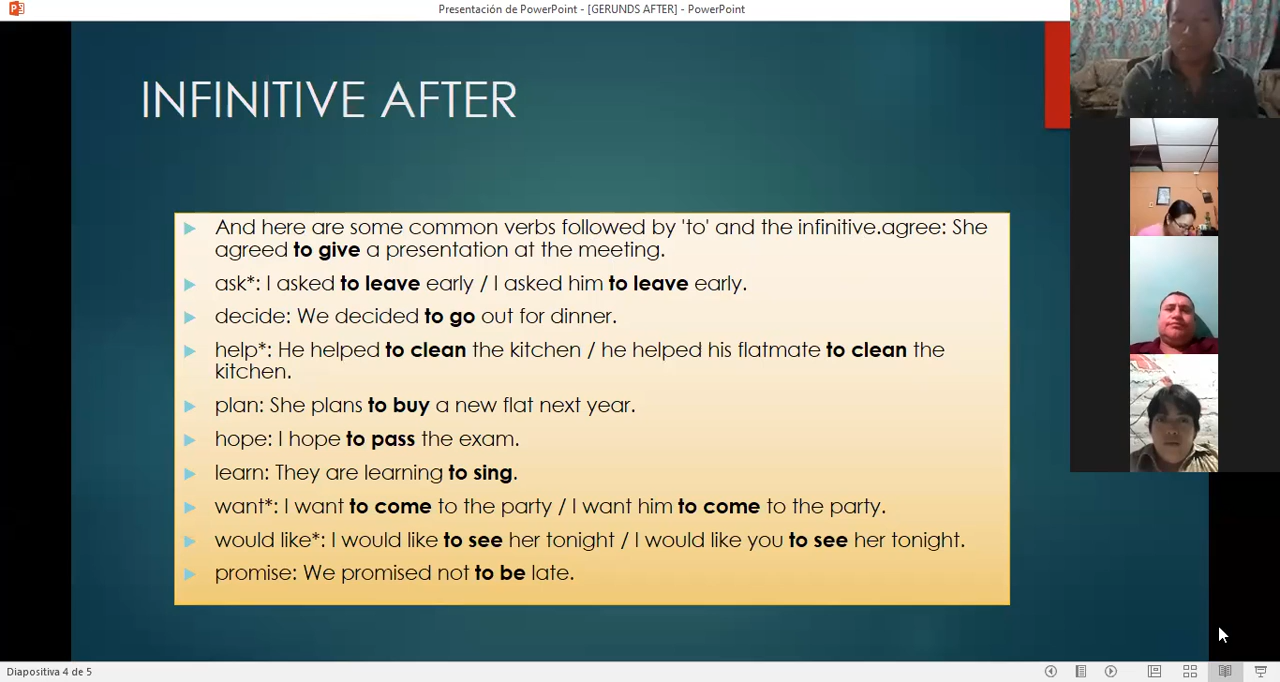 Presentación de PowerPoint - [GERUNDS AFTER] - PowerPoint
INFINITIVE AFTER
And here are some common verbs followed by 'to' and the infinitive.agree: She
agreed to give a presentation at the meeting.
ask*: I asked to leave early / I asked him to leave early.
decide: We decided to go out for dinner.
help*: He helped to clean the kitchen / he helped his flatmate to clean the
kitchen.
plan: She plans to buy a new flat next year.
hope: I hope to pass the exam.
learn: They are learning to sing.
want*: I want to come to the party / I want him to come to the party.
would like*: I would like to see her tonight / I would like you to see her tonight.
promise: We promised not to be late.
Diapositiva 4 de 5